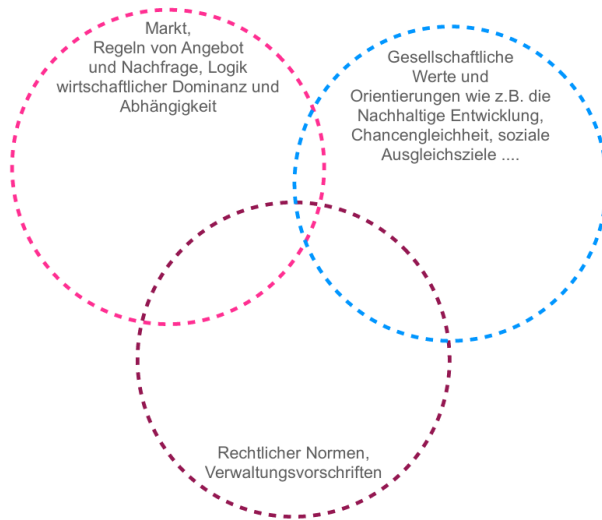 Markt,
Regeln von Angebot
und Nachfrage, Logik
wirtschaftlicher Dominanz und
Abhängigkeit
Gesellschaftliche
Werte und
Orientierungen wie z.B. die
Nachhaltige Entwicklung,
Chancengleichheit, soziale
Ausgleichsziele ....
Rechtlicher Normen,
Verwaltungsvorschriften